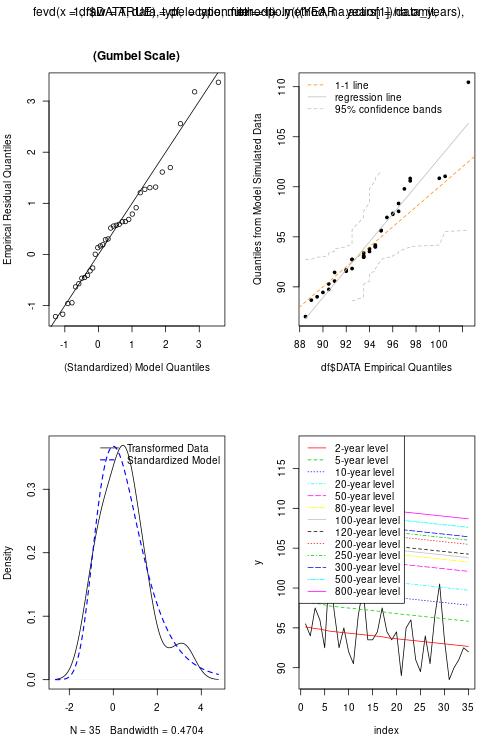 (Gumbel Scale)
Empirical Residual Quantiles
-1
0
1
2
3
-1
0
1
2
3
(Standardized) Model Quantiles
Quantiles from Model Simulated Data
90
95
100
105
110
1-1 line
regression line
95% confidence bands
88
90
92
94
96
98
100
df$DATA Empirical Quantiles
Density
0.0
0.1
0.2
0.3
Transformed Data
Standardized Model
-2
0
2
4
N = 35 Bandwidth = 0.4704
y
90
95
100
105
110
115
2-year level
5-year level
10-year level
20-year level
50-year level
80-year level
100-year level
120-year level
200-year level
250-year level
300-year level
500-year level
800-year level
0
5
10
15
20
25
30
35
index